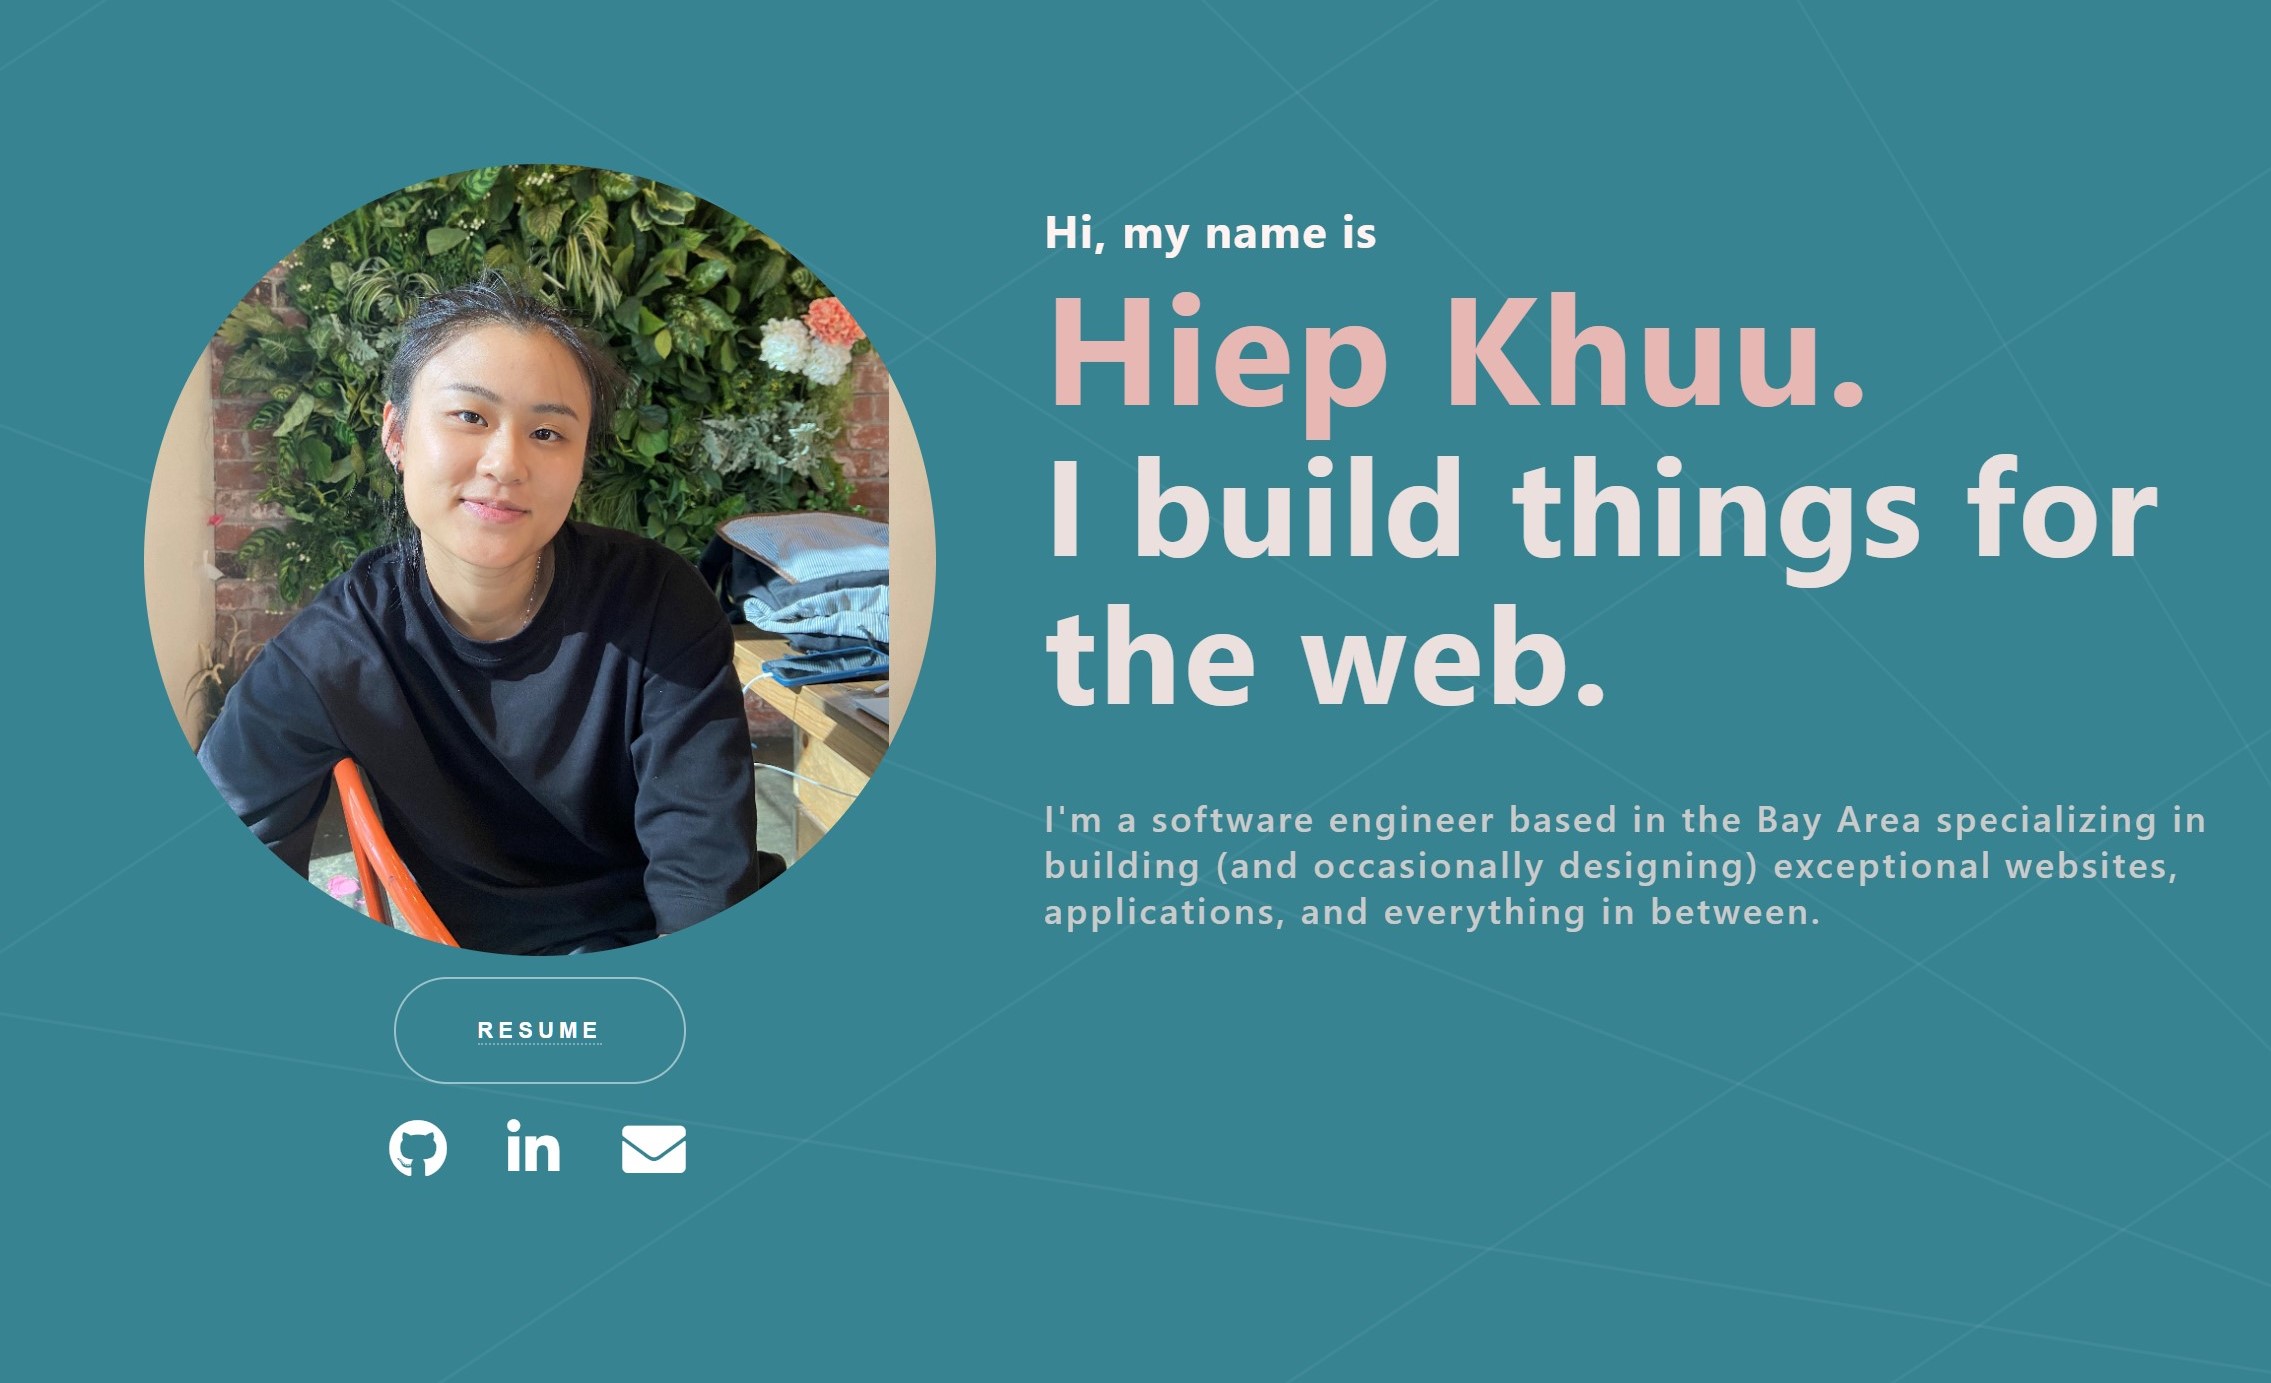 Hi, my name is
Hiep Khuu.
I build things for
the web.
I'm a software engineer based in the Bay Area specializing in
building (and occasionally designing) exceptional websites,
applications, and everything in between.
RESUME
in